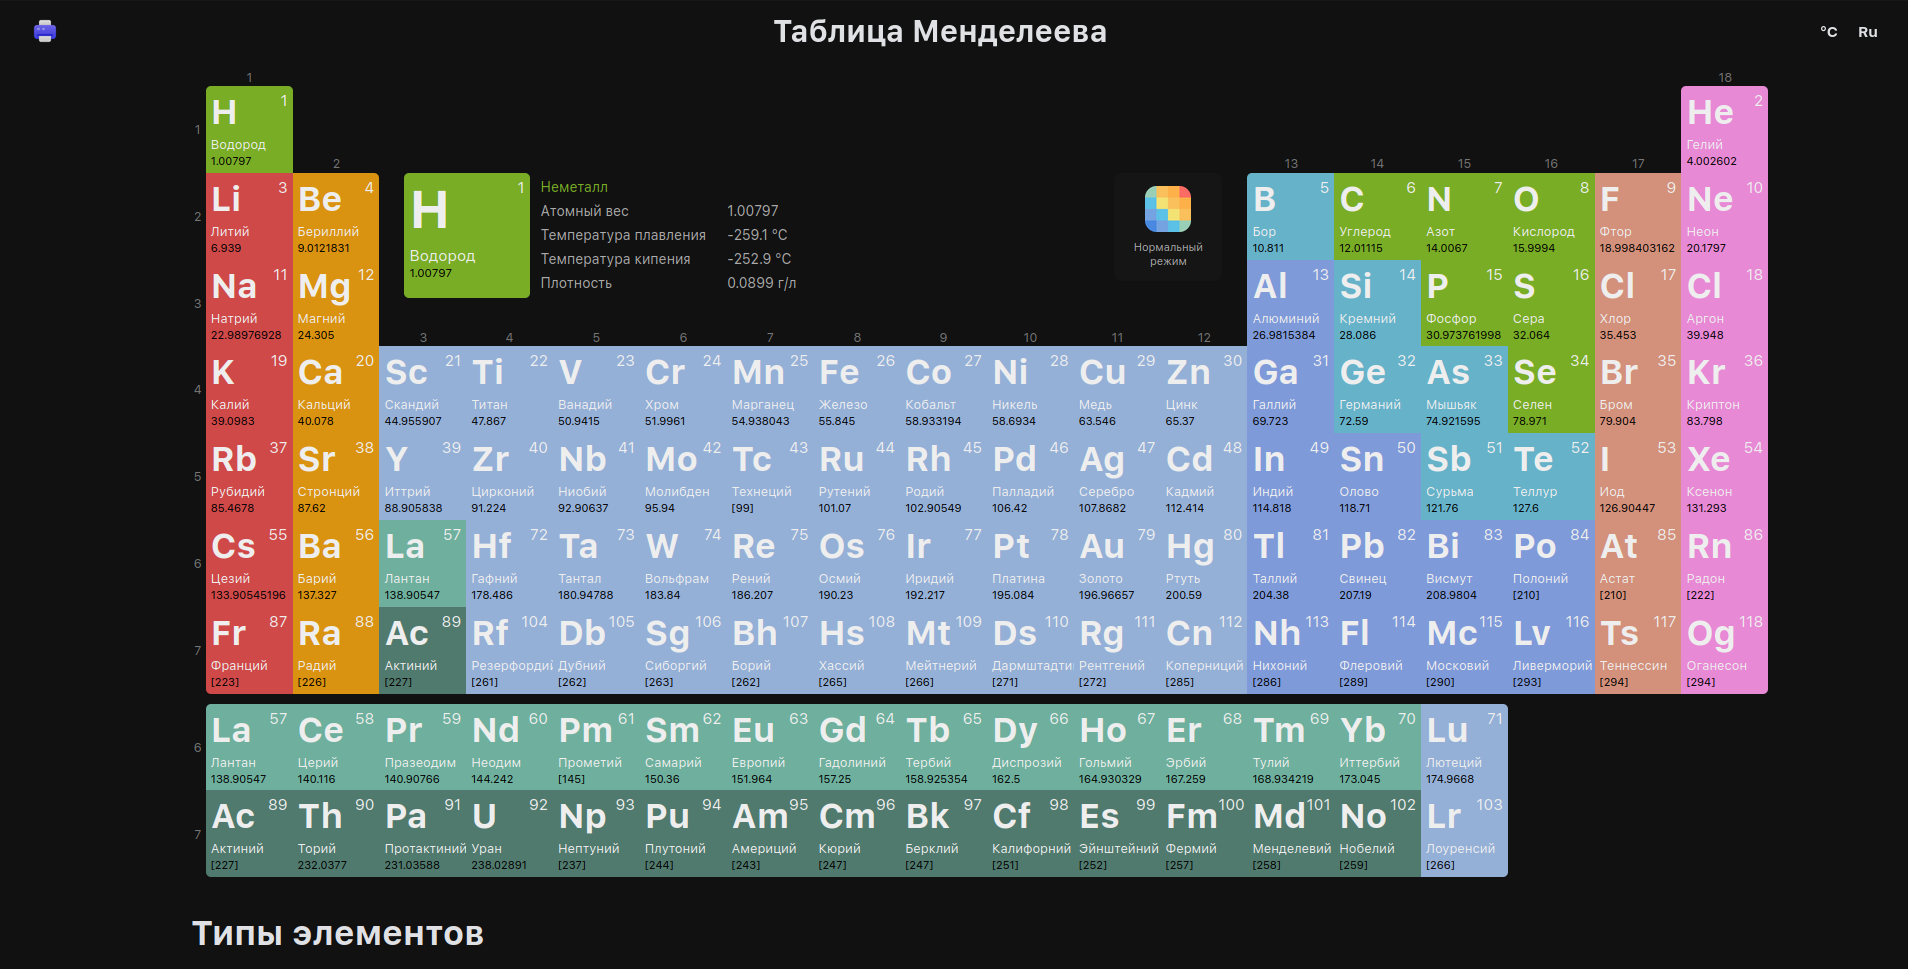 Таблица Менделеева
°C Ru
1 18
H 1 He 2
1
Водород Гелий
1.00797 4.002602
2 13 14 15 16 17
Li 3 Be 4 H 1 Неметалл B 5 C 6 N 7 O 8 F 9 Ne 10
Атомный вес 1.00797
2 Температура плавления -259.1 °C
Литий Бериллий Бор Углерод Азот Кислород Фтор Неон
6.939 9.0121831 10.811 12.01115 14.0067 15.9994 18.998403162 20.1797
Водород Температура кипения -252.9 °C Нормальный
1.00797 Плотность 0.0899 г/л режим
Na 11 Mg 12 Al 13 Si 14 P 15 S 16 Cl 17 Cl 18
3
Натрий Магний Алюминий Кремний Фосфор Сера Хлор Аргон
22.98976928 24.305 26.9815384 28.086 30.973761998 32.064 35.453 39.948
3 4 5 6 7 8 9 10 11 12
K 19 Ca 20 Sc 21 Ti 22 V 23 Cr 24 Mn 25 Fe 26 Co 27 Ni 28 Cu 29 Zn 30 Ga 31 Ge 32 As 33 Se 34 Br 35 Kr 36
4
Калий Кальций Скандий Титан Ванадий Хром Марганец Железо Кобальт Никель Медь Цинк Галлий Германий Мышьяк Селен Бром Криптон
39.0983 40.078 44.955907 47.867 50.9415 51.9961 54.938043 55.845 58.933194 58.6934 63.546 65.37 69.723 72.59 74.921595 78.971 79.904 83.798
Rb 37 Sr 38 Y 39 Zr 40 Nb 41 Mo 42 Tc 43 Ru 44 Rh 45 Pd 46 Ag 47 Cd 48 In 49 Sn 50 Sb 51 Te 52 I 53 Xe 54
5
Рубидий Стронций Иттрий Цирконий Ниобий Молибден Технеций Рутений Родий Палладий Серебро Кадмий Индий Олово Сурьма Теллур Иод Ксенон
85.4678 87.62 88.905838 91.224 92.90637 95.94 [99] 101.07 102.90549 106.42 107.8682 112.414 114.818 118.71 121.76 127.6 126.90447 131.293
Cs 55 Ba 56 La 57 Hf 72 Ta 73 W 74 Re 75 Os 76 Ir 77 Pt 78 Au 79 Hg 80 Tl 81 Pb 82 Bi 83 Po 84 At 85 Rn 86
6
Цезий Барий Лантан Гафний Тантал Вольфрам Рений Осмий Иридий Платина Золото Ртуть Таллий Свинец Висмут Полоний Астат Радон
133.90545196 137.327 138.90547 178.486 180.94788 183.84 186.207 190.23 192.217 195.084 196.96657 200.59 204.38 207.19 208.9804 [210] [210] [222]
Fr 87 Ra 88 Ac 89 Rf 104 Db 105 Sg 106 Bh 107 Hs 108 Mt 109 Ds 110 Rg 111 Cn 112 Nh 113 Fl 114 Mc 115 Lv 116 Ts 117 Og 118
7
Франций Радий Актиний Резерфорди Дубний Сиборгий Борий Хассий Мейтнерий Дармштадти Рентгений Коперниций Нихоний Флеровий Московий Ливерморий Теннессин Оганесон
[223] [226] [227] [261] [262] [263] [262] [265] [266] [271] [272] [285] [286] [289] [290] [293] [294] [294]
La 57 Ce 58 Pr 59 Nd 60 Pm 61 Sm 62 Eu 63 Gd 64 Tb 65 Dy 66 Ho 67 Er 68 Tm 69 Yb 70 Lu 71
6
Лантан Церий Празеодим Неодим Прометий Самарий Европий Гадолиний Тербий Диспрозий Гольмий Эрбий Тулий Иттербий Лютеций
138.90547 140.116 140.90766 144.242 [145] 150.36 151.964 157.25 158.925354 162.5 164.930329 167.259 168.934219 173.045 174.9668
Ac 89 Th 90 Pa 91 U 92 Np 93 Pu 94 Am 95 Cm 96 Bk 97 Cf 98 Es 99 Fm 100 Md 101 No 102 Lr 103
7
Актиний Торий Протактиний Уран Нептуний Плутоний Америций Кюрий Берклий Калифорний Эйнштейний Фермий Менделевий Нобелий Лоуренсий
[227] 232.0377 231.03588 238.02891 [237] [244] [243] [247] [247] [251] [252] [257] [258] [259] [266]
Типы элементов